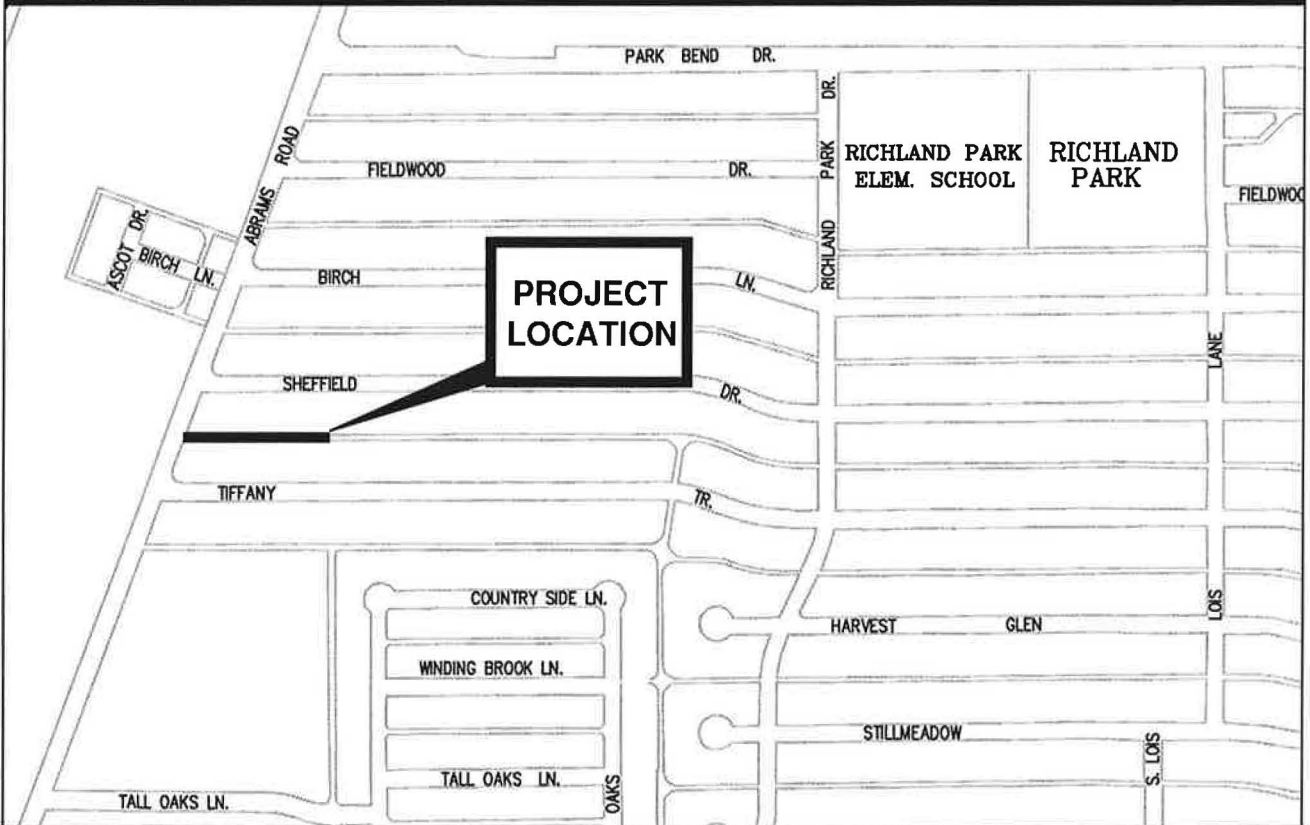 PARK BEND DR.
ABRAMS ROAD
FIELDWOOD DR.
RICHLAND PARK DR.
RICHLAND PARK
ELEM. SCHOOL
RICHLAND
PARK
FIELDWOO
ASCOT DR.
BIRCH LN.
BIRCH LN.
PROJECT
LOCATION
SHEFFIELD DR.
TIFFANY TR.
LOIS LANE
COUNTRY SIDE LN.
HARVEST GLEN
WINDING BROOK LN.
STILLMEADOW
S. LOIS
TALL OAKS LN.
OAKS
TALL OAKS LN.